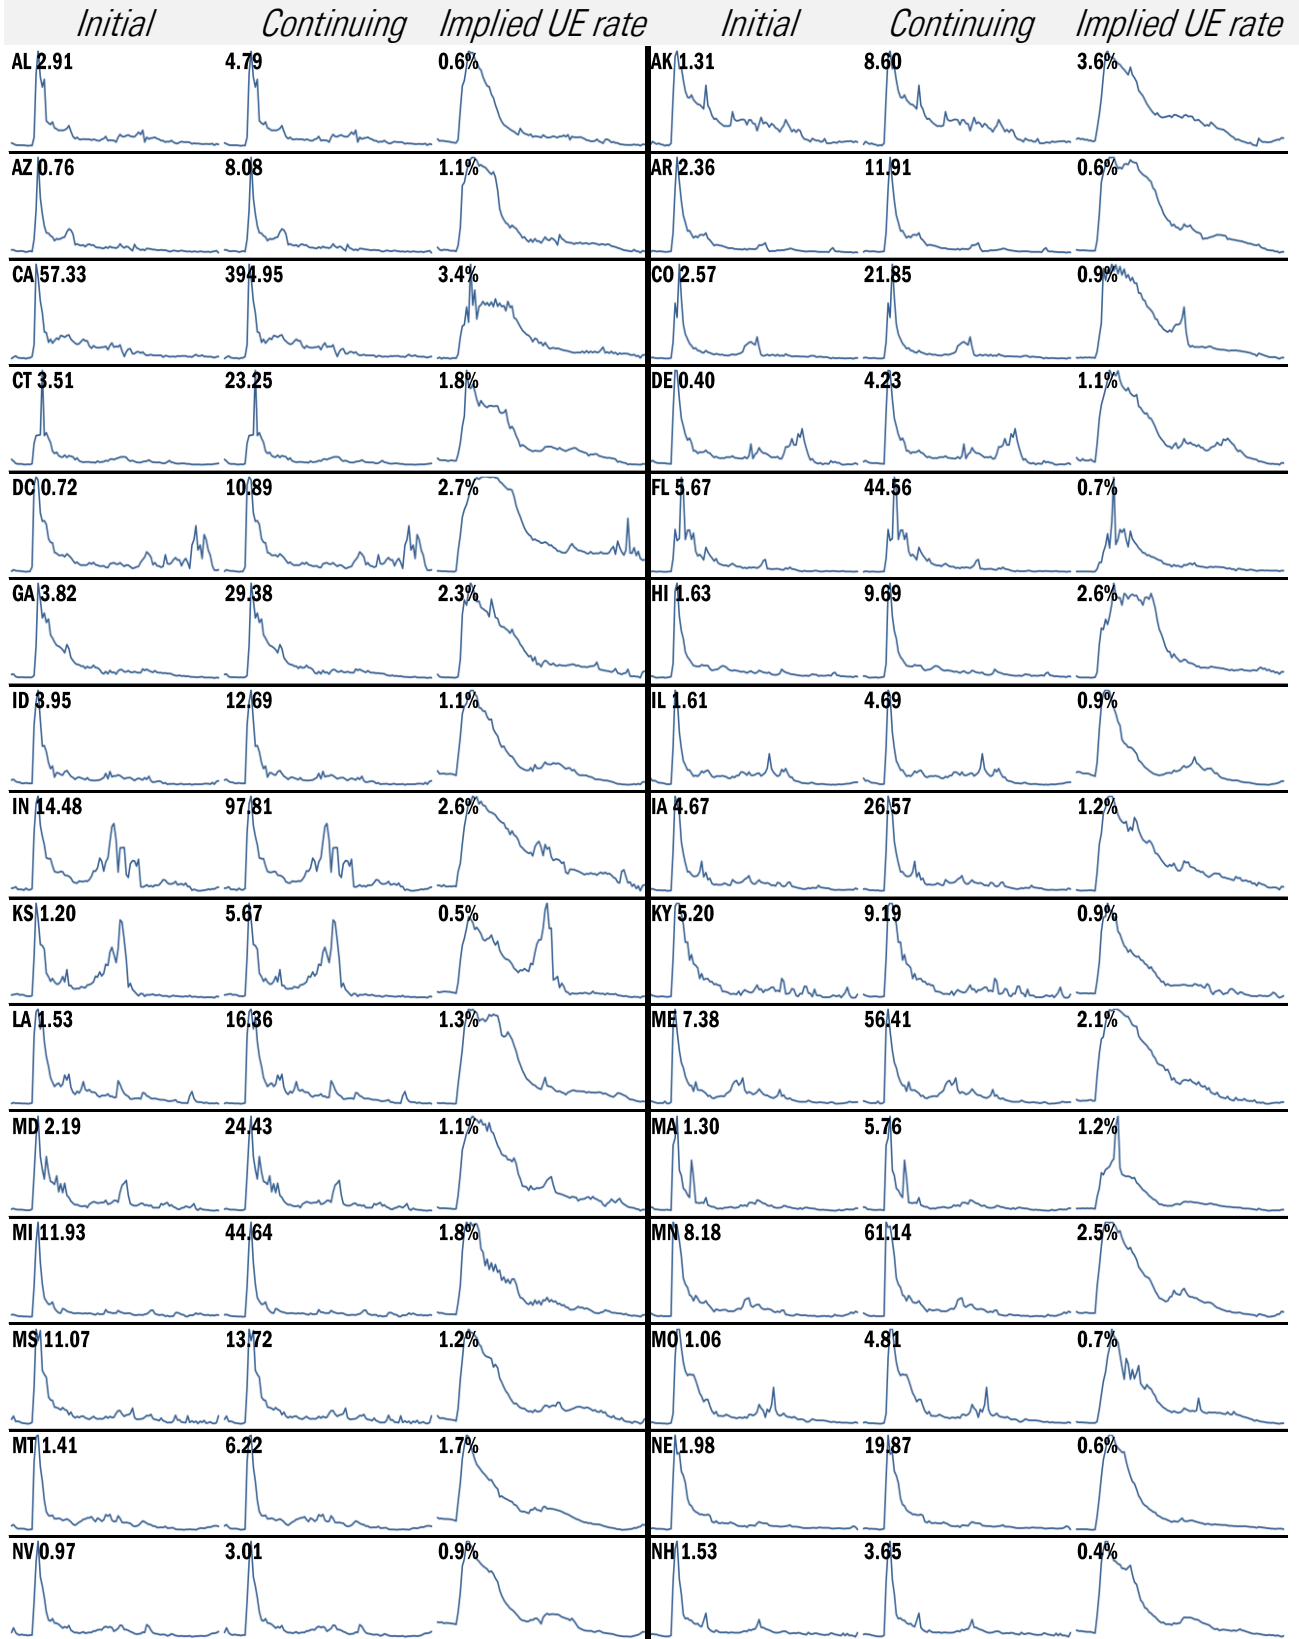 Initial Continuing Implied UE rate Initial Continuing Implied UE rate
AL 2.91 4.79 0.6% AK 1.31 8.60 3.6%
AZ 0.76 8.08 1.1% AR 2.36 11.91 0.6%
CA 57.33 394.95 3.4% CO 2.57 21.85 0.9%
CT 3.51 23.25 1.8% DE 0.40 4.23 1.1%
DC 0.72 10.89 2.7% FL 5.67 44.56 0.7%
GA 3.82 29.38 2.3% HI 1.63 9.69 2.6%
ID 3.95 12.69 1.1% IL 1.61 4.69 0.9%
IN 14.48 97.81 2.6% IA 4.67 26.57 1.2%
KS 1.20 5.67 0.5% KY 5.20 9.19 0.9%
LA 1.53 16.36 1.3% ME 7.38 56.41 2.1%
MD 2.19 24.43 1.1% MA 1.30 5.76 1.2%
MI 11.93 44.64 1.8% MN 8.18 61.14 2.5%
MS 11.07 13.72 1.2% MO 1.06 4.81 0.7%
MT 1.41 6.22 1.7% NE 1.98 19.87 0.6%
NV 0.97 3.01 0.9% NH 1.53 3.65 0.4%